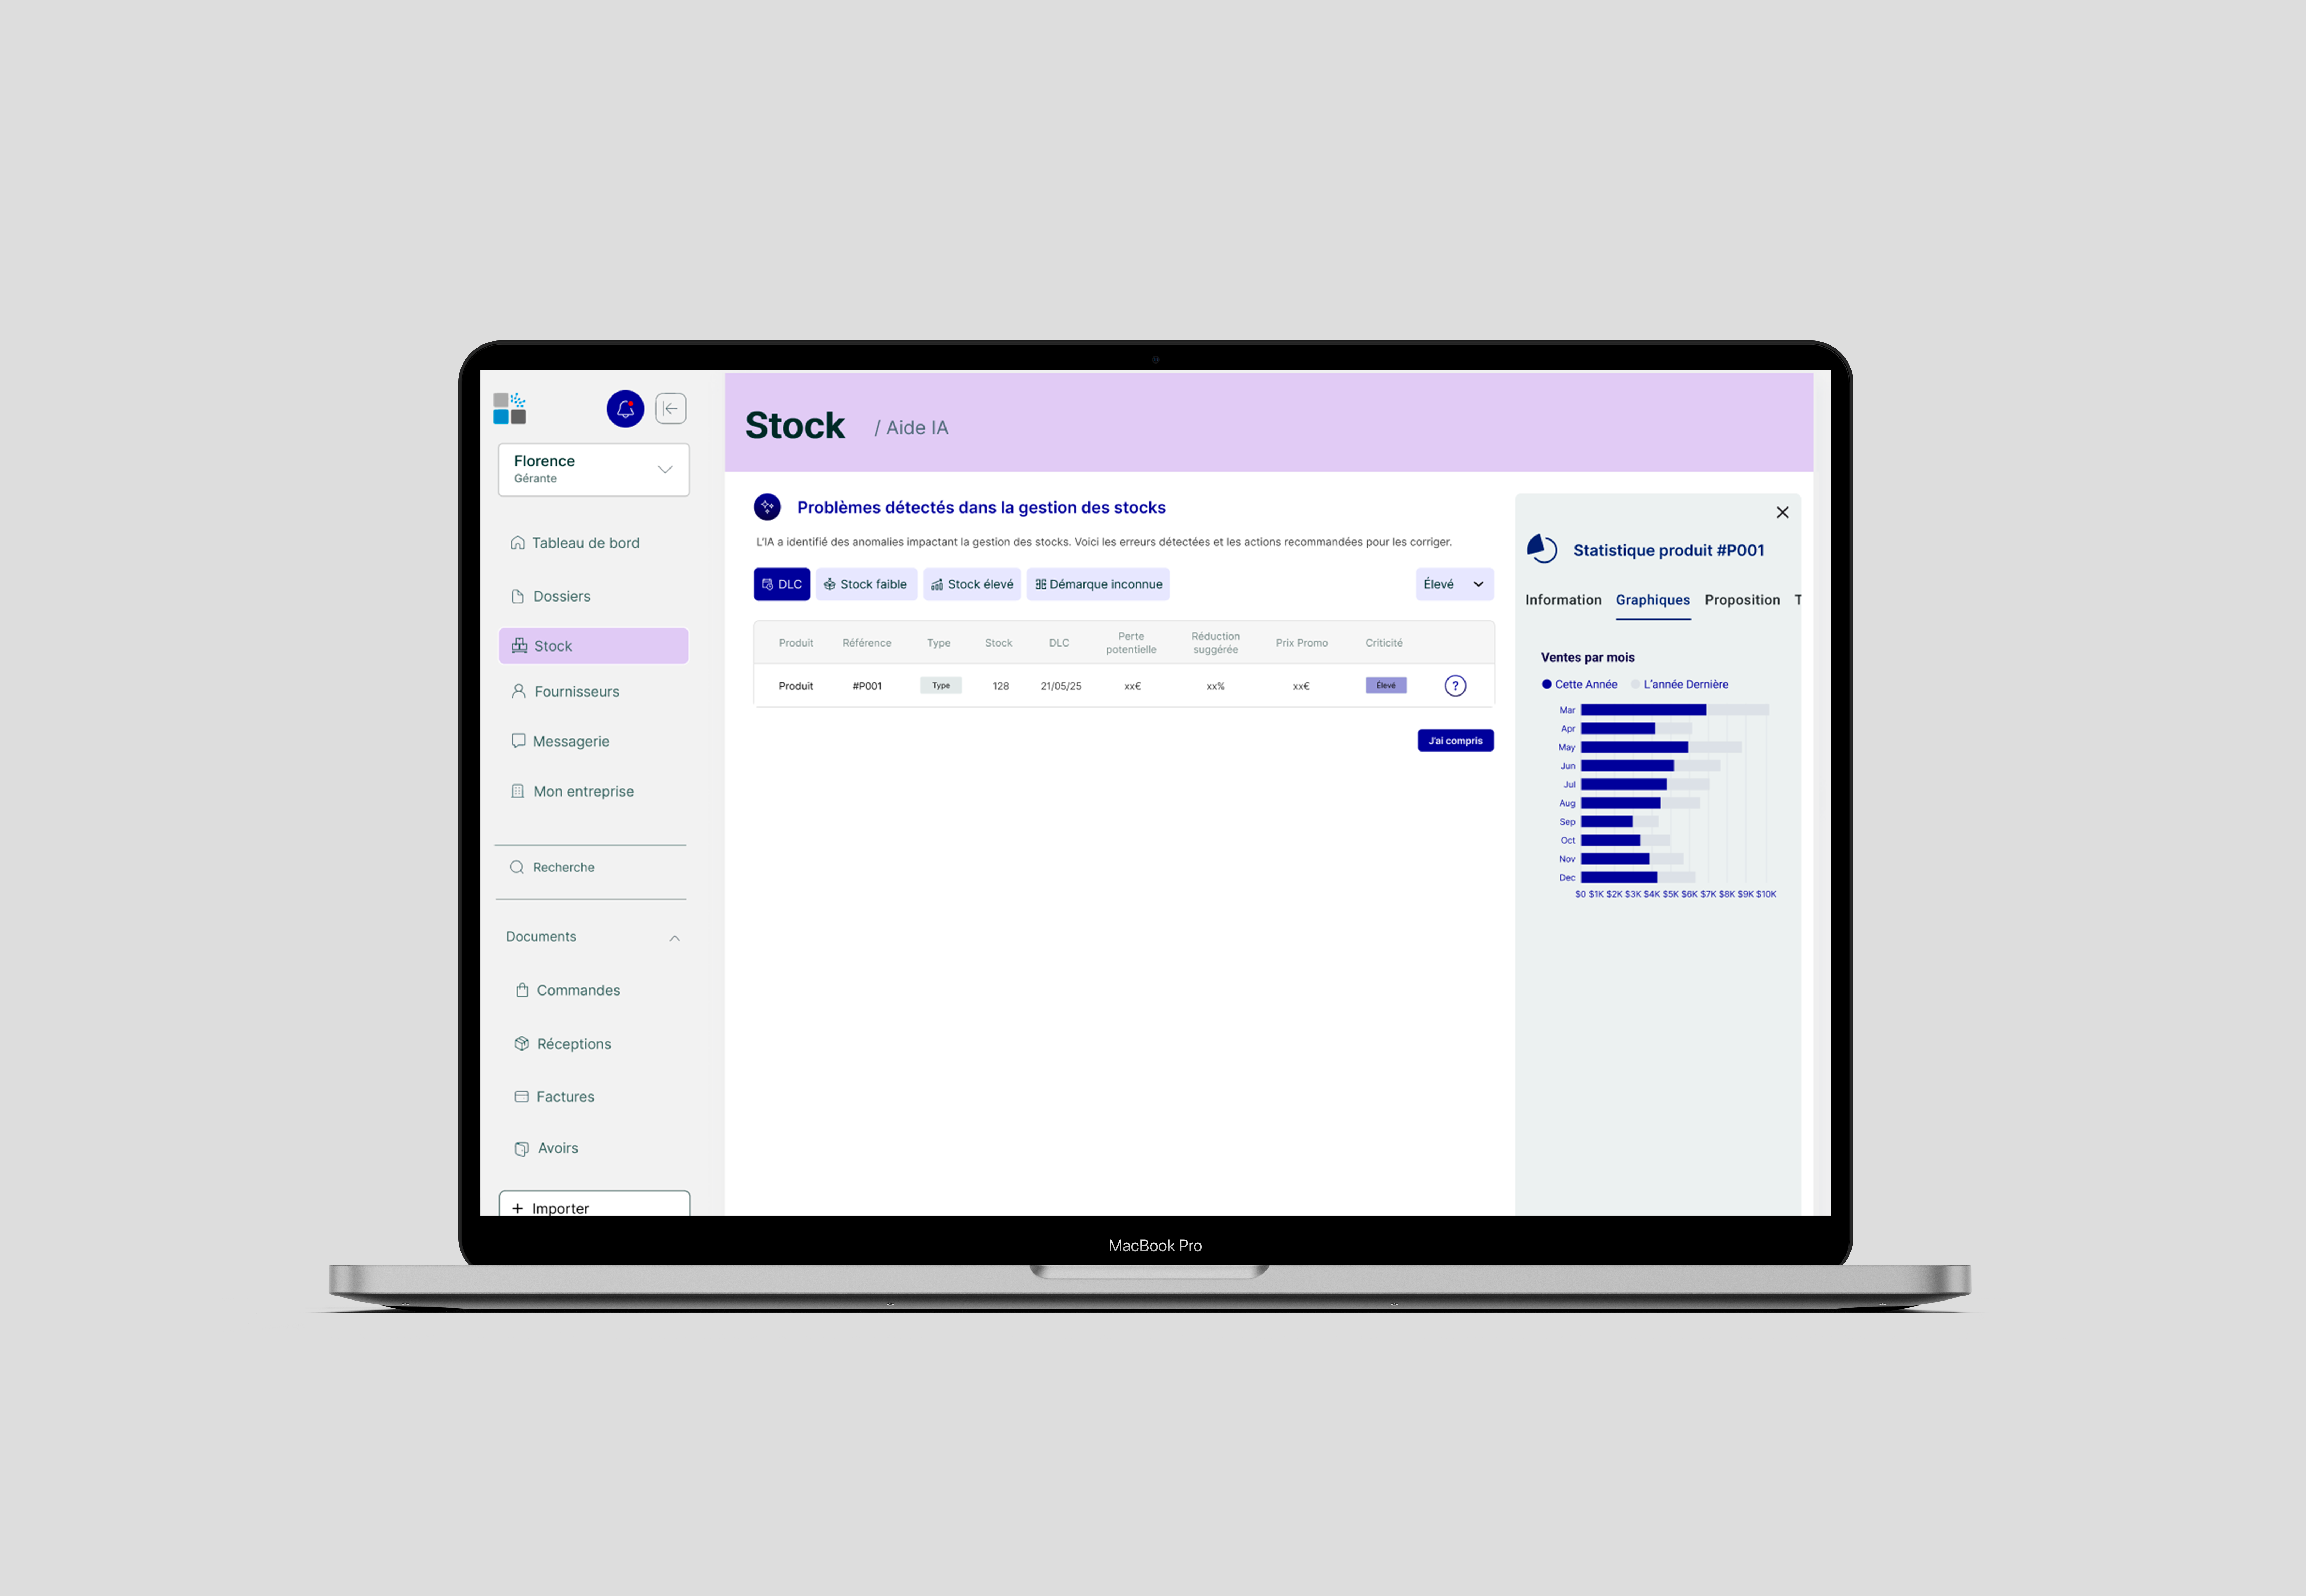 Florence
Gérante
Tableau de bord
Dossiers
Stock
Fournisseurs
Messagerie
Mon entreprise
Recherche
Documents
Commandes
Réceptions
Factures
Avoirs
+ Importer
Stock / Aide IA
Problèmes détectés dans la gestion des stocks
L'IA a identifié des anomalies impactant la gestion des stocks. Voici les erreurs détectées et les actions recommandées pour les corriger.
DLC Stock faible Stock élevé Démarque inconnue Élevé
Produit Référence Type Stock DLC Perte potentielle Réduction suggérée Prix Promo Criticité
Produit #P001 Type 128 21/05/25 xx€ xx% xx€ Élevé ?
J'ai compris
Statistique produit #P001
Information Graphiques Proposition T
Ventes par mois
Cette Année L'année Dernière
Mar
Apr
May
Jun
Jul
Aug
Sep
Oct
Nov
Dec
$0 $1K $2K $3K $4K $5K $6K $7K $8K $9K $10K
MacBook Pro